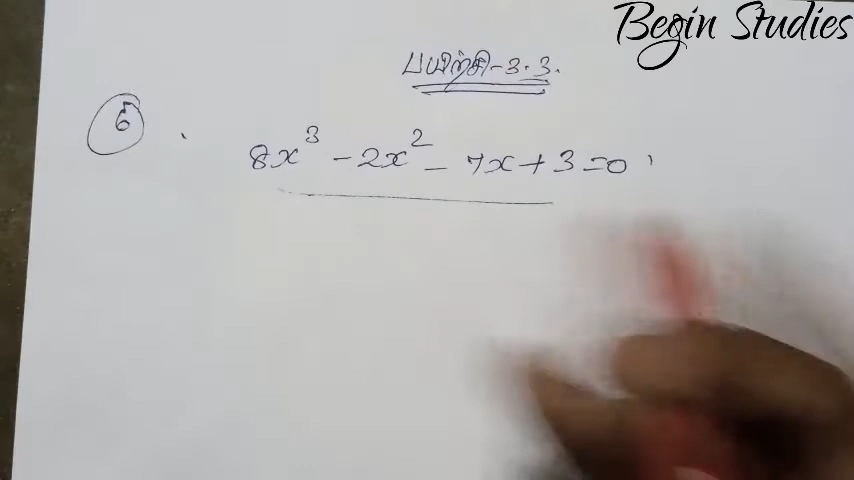 Begin Studies
பயிற்சி-3.3.
6
8x³ - 2x² - 7x + 3 = 0